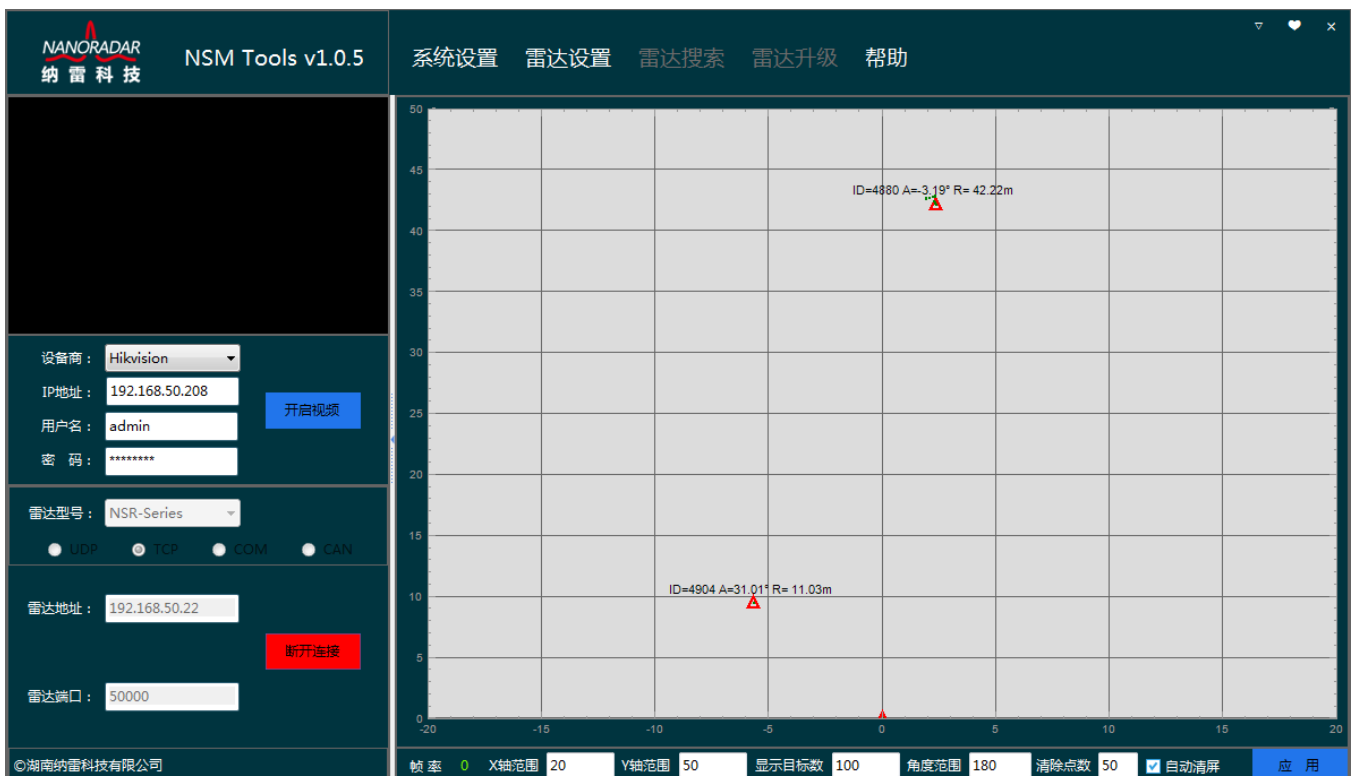 NANORADAR
纳雷科技
NSM Tools v1.0.5
系统设置 雷达设置 雷达搜索 雷达升级 帮助
设备商： Hikvision
IP地址： 192.168.50.208
开启视频
用户名： admin
密 码： ********
雷达型号： NSR-Series
UDP TCP COM CAN
雷达地址： 192.168.50.22
断开连接
雷达端口： 50000
©湖南纳雷科技有限公司
50
45
ID=4880 A=-3.19° R= 42.22m
40
35
30
25
20
15
ID=4904 A=31.01° R= 11.03m
10
5
0
-20 -15 -10 -5 0 5 10 15 20
帧率 0 X轴范围 20 Y轴范围 50 显示目标数 100 角度范围 180 清除点数 50 自动清屏 应 用